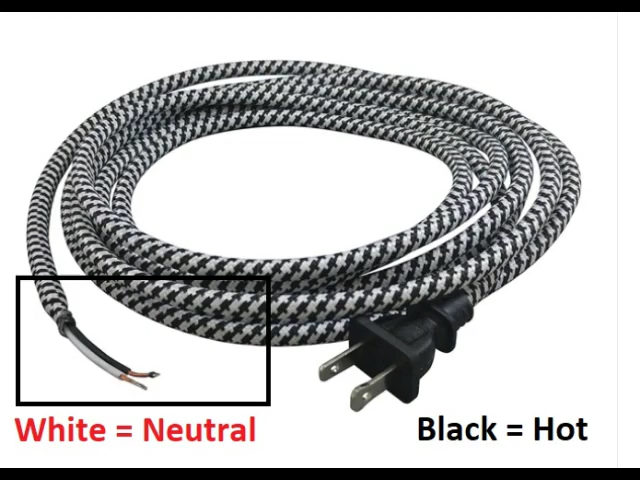 White = Neutral
Black = Hot